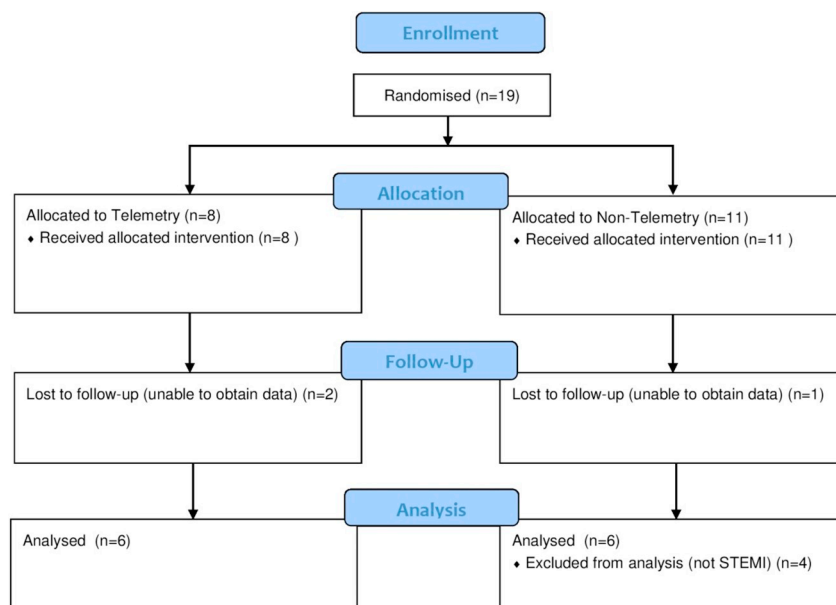 Enrollment
Randomised (n=19)
Allocation
Allocated to Telemetry (n=8)
♦ Received allocated intervention (n=8 )
Allocated to Non-Telemetry (n=11)
♦ Received allocated intervention (n=11 )
Follow-Up
Lost to follow-up (unable to obtain data) (n=2)
Lost to follow-up (unable to obtain data) (n=1)
Analysis
Analysed (n=6)
Analysed (n=6)
♦ Excluded from analysis (not STEMI) (n=4)